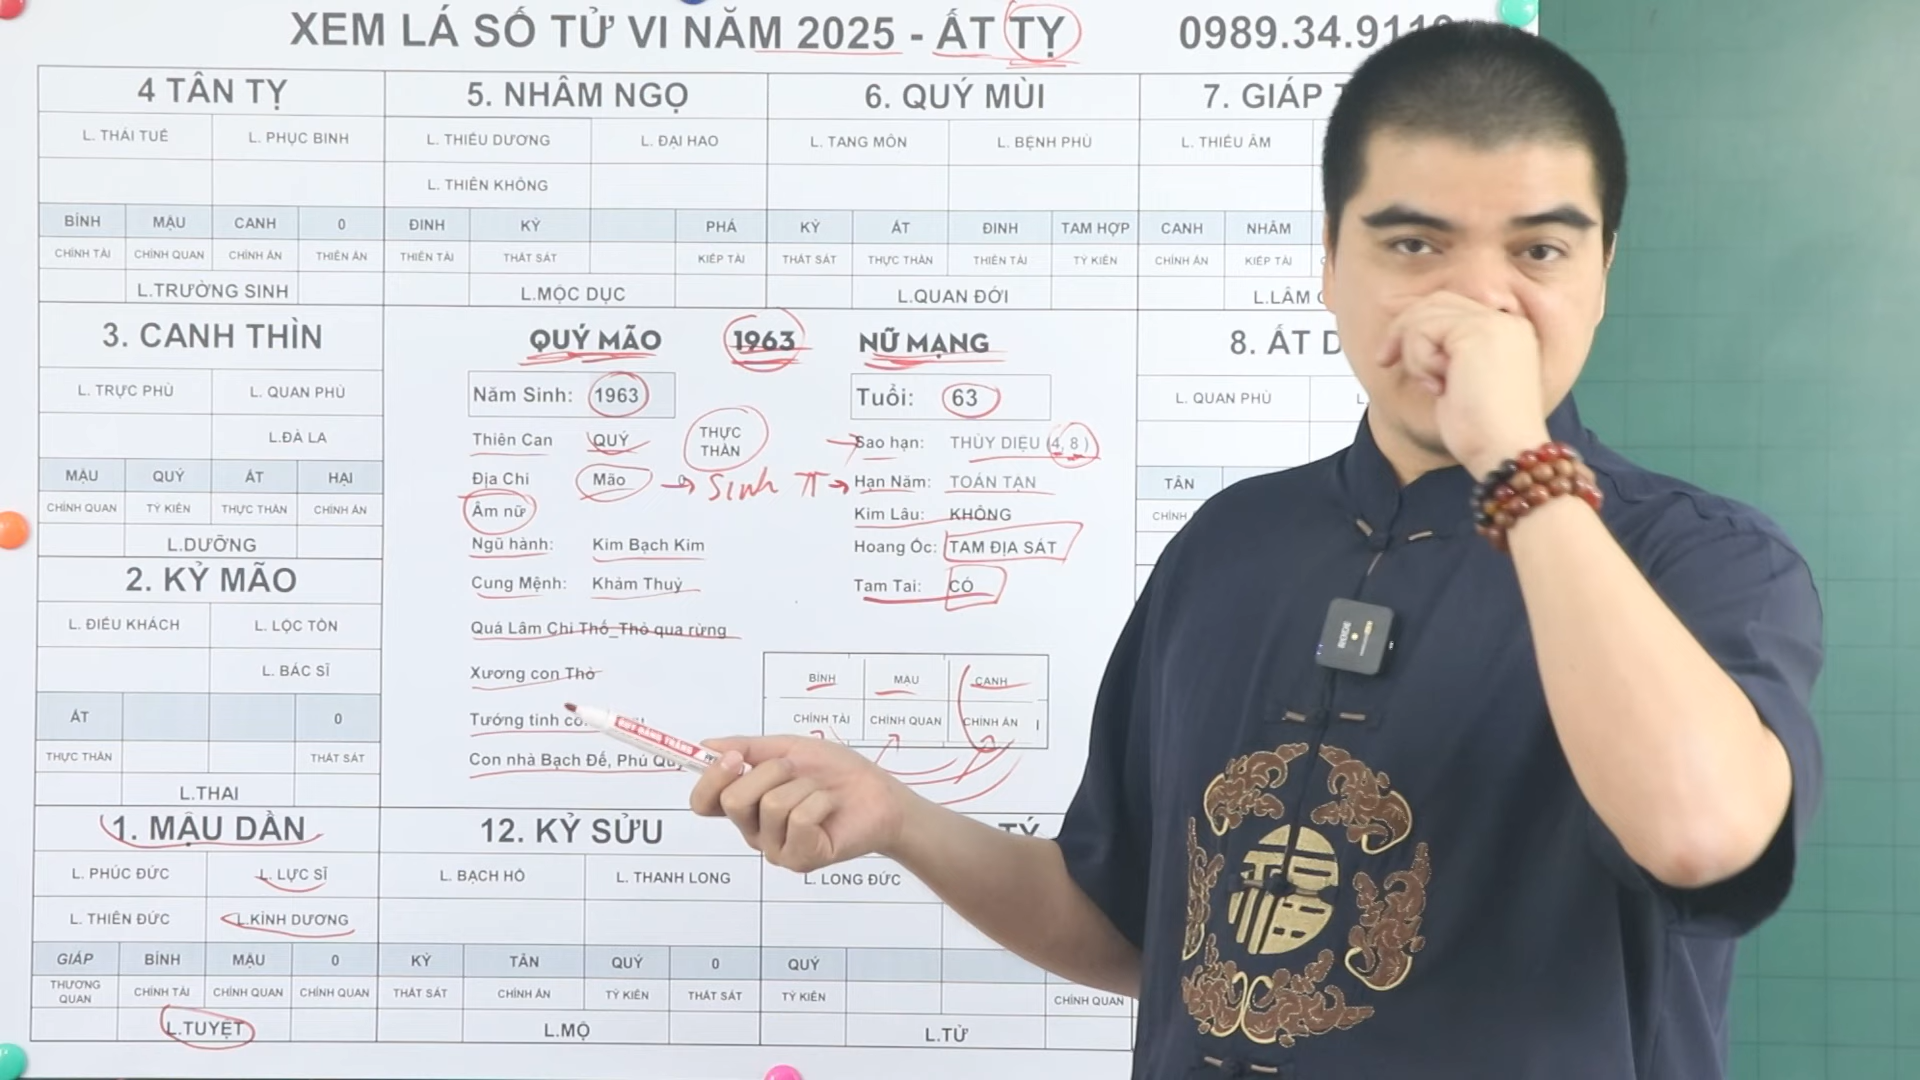 XEM LÁ SỐ TỬ VI NĂM 2025 - ẤT TỴ
0989.34.911
4 TÂN TỴ
L. THÁI TUẾ L. PHỤC BINH
BÍNH MẬU CANH 0
CHÍNH TÀI CHÍNH QUAN CHÍNH ẤN THIÊN ẤN
L.TRƯỜNG SINH
5. NHÂM NGỌ
L. THIẾU DƯƠNG L. ĐẠI HAO
L. THIÊN KHÔNG
ĐINH KỶ PHÁ
THIÊN TÀI THẤT SÁT KIẾP TÀI
L.MỘC DỤC
6. QUÝ MÙI
L. TANG MÔN L. BỆNH PHÙ
KỶ ẤT ĐINH TAM HỢP
THẤT SÁT THỰC THẦN THIÊN TÀI TỶ KIÊN
L.QUAN ĐỚI
7. GIÁP
L. THIẾU ÂM
CANH NHÂM
CHÍNH ẤN KIẾP TÀI
L.LÂM
3. CANH THÌN
L. TRỰC PHÙ L. QUAN PHÙ
L.ĐÀ LA
MẬU QUÝ ẤT HẠI
CHÍNH QUAN TỶ KIÊN THỰC THẦN CHÍNH ẤN
L.DƯỠNG
QUÝ MÃO 1963 NỮ MẠNG
Năm Sinh: 1963
Thiên Can QUÝ
THỰC THẦN
Địa Chi Mão
Sinh
Âm nữ
Ngũ hành: Kim Bạch Kim
Cung Mệnh: Khảm Thuỷ
Quá Lâm Chi Thố_Thỏ qua rừng
Xương con Thỏ
Tướng tinh
Con nhà Bạch Đế, Phú
Tuổi: 63
Sao hạn: THỦY DIỆU (4, 8 )
Hạn Năm: TOÁN TẬN
Kim Lâu: KHÔNG
Hoang Ốc: TAM ĐỊA SÁT
Tam Tai: CÓ
BÍNH MẬU CANH
CHÍNH TÀI CHÍNH QUAN CHÍNH ẤN
8. ẤT
L. QUAN PHÙ L.
TÂN
CHÍNH
2. KỶ MÃO
L. ĐIẾU KHÁCH L. LỘC TỒN
L. BÁC SĨ
ẤT 0
THỰC THẦN THẤT SÁT
L.THAI
1. MẬU DẦN
L. PHÚC ĐỨC L. LỰC SĨ
L. THIÊN ĐỨC L.KÌNH DƯƠNG
GIÁP BÍNH MẬU 0
THƯƠNG QUAN CHÍNH TÀI CHÍNH QUAN CHÍNH QUAN
L.TUYỆT
12. KỶ SỬU
L. BẠCH HỔ L. THANH LONG
KỶ TÂN QUÝ 0
THẤT SÁT CHÍNH ẤN TỶ KIÊN THẤT SÁT
L.MỘ
TÝ
L. LONG ĐỨC
QUÝ
TỶ KIÊN CHÍNH QUAN
L.TỬ
福